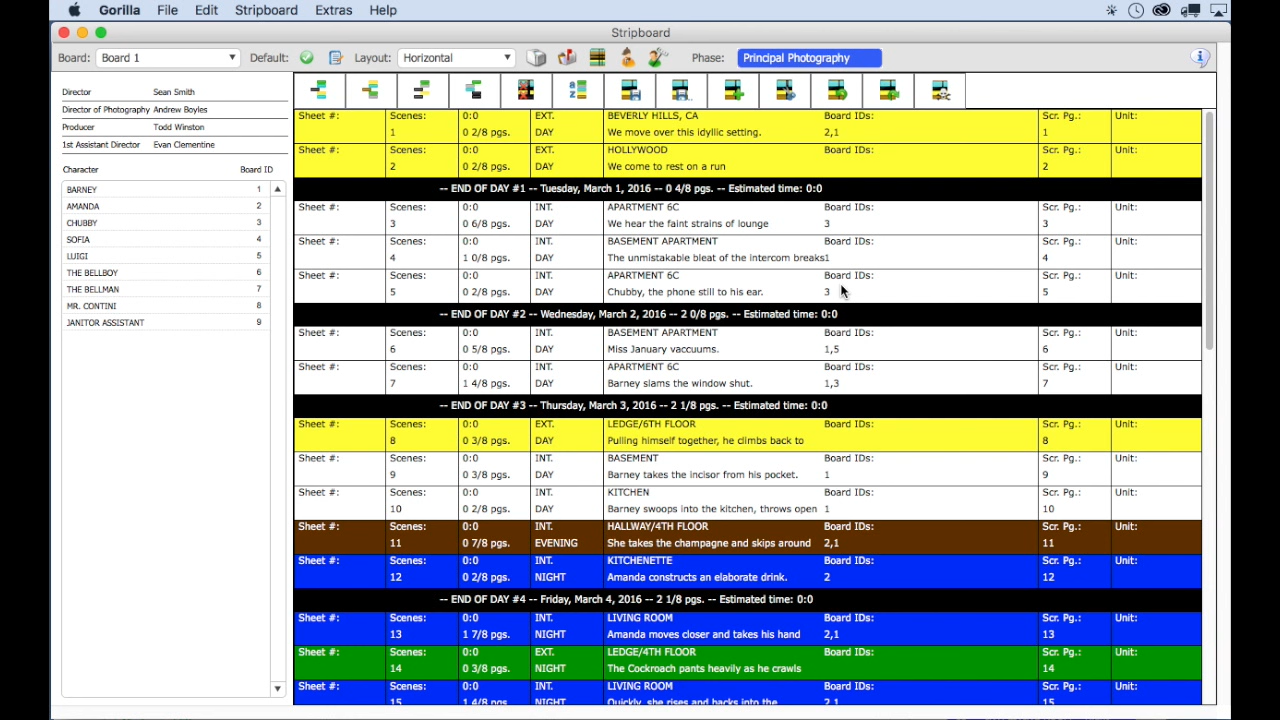 Gorilla File Edit Stripboard Extras Help
Stripboard
Board: Board 1 Default: Layout: Horizontal Phase: Principal Photography
Director Sean Smith
Director of Photography Andrew Boyles
Producer Todd Winston
1st Assistant Director Evan Clementine
Character Board ID
BARNEY 1
AMANDA 2
CHUBBY 3
SOFIA 4
LUIGI 5
THE BELLBOY 6
THE BELLMAN 7
MR. CONTINI 8
JANITOR ASSISTANT 9
Sheet #: Scenes: 0:0 EXT. BEVERLY HILLS, CA Board IDs: Scr. Pg.: Unit:
1 0 2/8 pgs. DAY We move over this idyllic setting. 2,1 1
Sheet #: Scenes: 0:0 EXT. HOLLYWOOD Board IDs: Scr. Pg.: Unit:
2 0 2/8 pgs. DAY We come to rest on a run 2
-- END OF DAY #1 -- Tuesday, March 1, 2016 -- 0 4/8 pgs. -- Estimated time: 0:0
Sheet #: Scenes: 0:0 INT. APARTMENT 6C Board IDs: Scr. Pg.: Unit:
3 0 6/8 pgs. DAY We hear the faint strains of lounge 3 3
Sheet #: Scenes: 0:0 INT. BASEMENT APARTMENT Board IDs: Scr. Pg.: Unit:
4 1 0/8 pgs. DAY The unmistakable bleat of the intercom breaks 1 4
Sheet #: Scenes: 0:0 INT. APARTMENT 6C Board IDs: Scr. Pg.: Unit:
5 0 2/8 pgs. DAY Chubby, the phone still to his ear. 3 5
-- END OF DAY #2 -- Wednesday, March 2, 2016 -- 2 0/8 pgs. -- Estimated time: 0:0
Sheet #: Scenes: 0:0 INT. BASEMENT APARTMENT Board IDs: Scr. Pg.: Unit:
6 0 5/8 pgs. DAY Miss January vaccuums. 1,5 6
Sheet #: Scenes: 0:0 INT. APARTMENT 6C Board IDs: Scr. Pg.: Unit:
7 1 4/8 pgs. DAY Barney slams the window shut. 1,3 7
-- END OF DAY #3 -- Thursday, March 3, 2016 -- 2 1/8 pgs. -- Estimated time: 0:0
Sheet #: Scenes: 0:0 EXT. LEDGE/6TH FLOOR Board IDs: Scr. Pg.: Unit:
8 0 3/8 pgs. DAY Pulling himself together, he climbs back to 8
Sheet #: Scenes: 0:0 INT. BASEMENT Board IDs: Scr. Pg.: Unit:
9 0 3/8 pgs. DAY Barney takes the incisor from his pocket. 1 9
Sheet #: Scenes: 0:0 INT. KITCHEN Board IDs: Scr. Pg.: Unit:
10 0 2/8 pgs. DAY Barney swoops into the kitchen, throws open 1 10
Sheet #: Scenes: 0:0 INT. HALLWAY/4TH FLOOR Board IDs: Scr. Pg.: Unit:
11 0 7/8 pgs. EVENING She takes the champagne and skips around 2,1 11
Sheet #: Scenes: 0:0 INT. KITCHENETTE Board IDs: Scr. Pg.: Unit:
12 0 2/8 pgs. NIGHT Amanda constructs an elaborate drink. 2 12
-- END OF DAY #4 -- Friday, March 4, 2016 -- 2 1/8 pgs. -- Estimated time: 0:0
Sheet #: Scenes: 0:0 INT. LIVING ROOM Board IDs: Scr. Pg.: Unit:
13 1 7/8 pgs. NIGHT Amanda moves closer and takes his hand 2,1 13
Sheet #: Scenes: 0:0 EXT. LEDGE/4TH FLOOR Board IDs: Scr. Pg.: Unit:
14 0 3/8 pgs. NIGHT The Cockroach pants heavily as he crawls 14
Sheet #: Scenes: 0:0 INT. LIVING ROOM Board IDs: Scr. Pg.: Unit:
15 1 4/8 pgs. NIGHT Quickly, she rises and backs into the 2,1 15